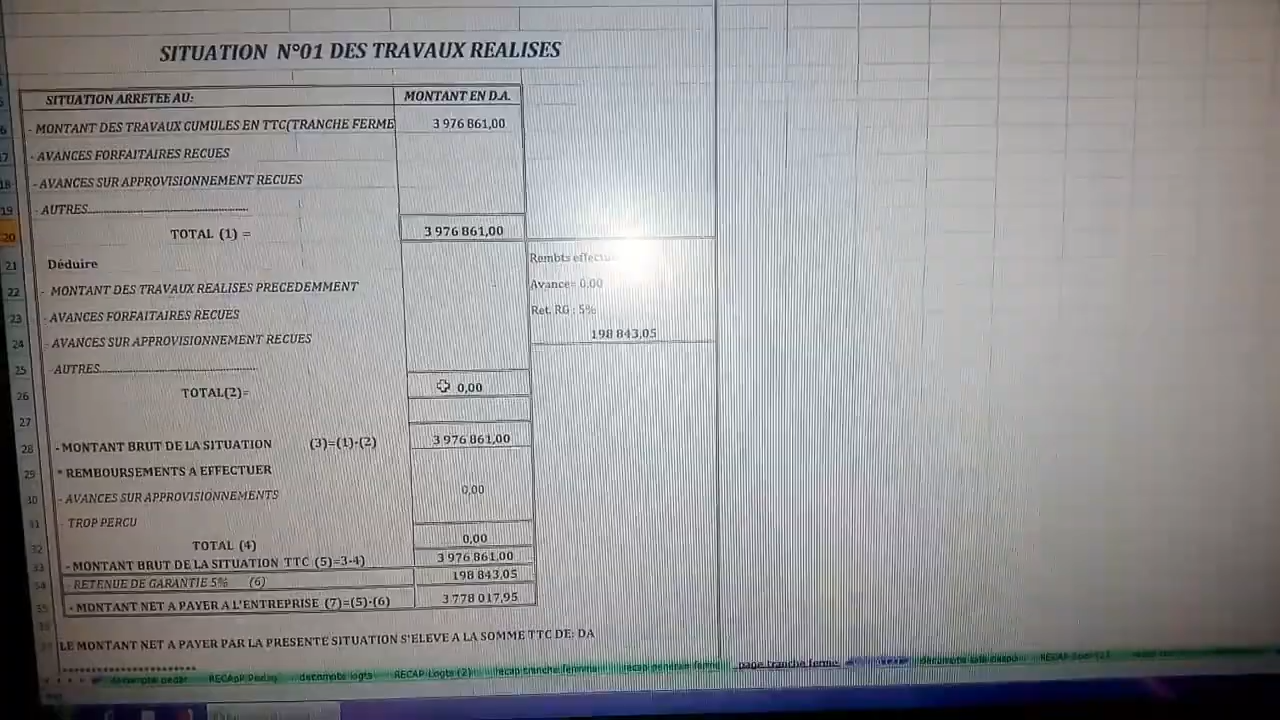 SITUATION N°01 DES TRAVAUX REALISES
SITUATION ARRETEE AU: MONTANT EN D.A.
- MONTANT DES TRAVAUX CUMULES EN TTC(TRANCHE FERME 3 976 861,00
- AVANCES FORFAITAIRES RECUES
- AVANCES SUR APPROVISIONNEMENT RECUES
- AUTRES..................................................
TOTAL (1) = 3 976 861,00
Déduire
Rembts
- MONTANT DES TRAVAUX REALISES PRECEDEMMENT
Avance= 0.00
- AVANCES FORFAITAIRES RECUES
Ret. RG : 5%
- AVANCES SUR APPROVISIONNEMENT RECUES
198 843,05
AUTRES..................................................
TOTAL(2)= 0,00
- MONTANT BRUT DE LA SITUATION (3)=(1)-(2) 3 976 861,00
* REMBOURSEMENTS A EFFECTUER
- AVANCES SUR APPROVISIONNEMENTS 0,00
- TROP PERCU
TOTAL (4) 0,00
- MONTANT BRUT DE LA SITUATION TTC (5)=3-4) 3 976 861,00
- RETENUE DE GARANTIE 5% (6) 198 843,05
- MONTANT NET A PAYER A L'ENTREPRISE (7)=(5)-(6) 3 778 017,95
LE MONTANT NET A PAYER PAR LA PRESENTE SITUATION S'ELEVE A LA SOMME TTC DE: DA
decompte logts RECAP Logts (2) recap tranche ferme recap general ferme page tranche ferme